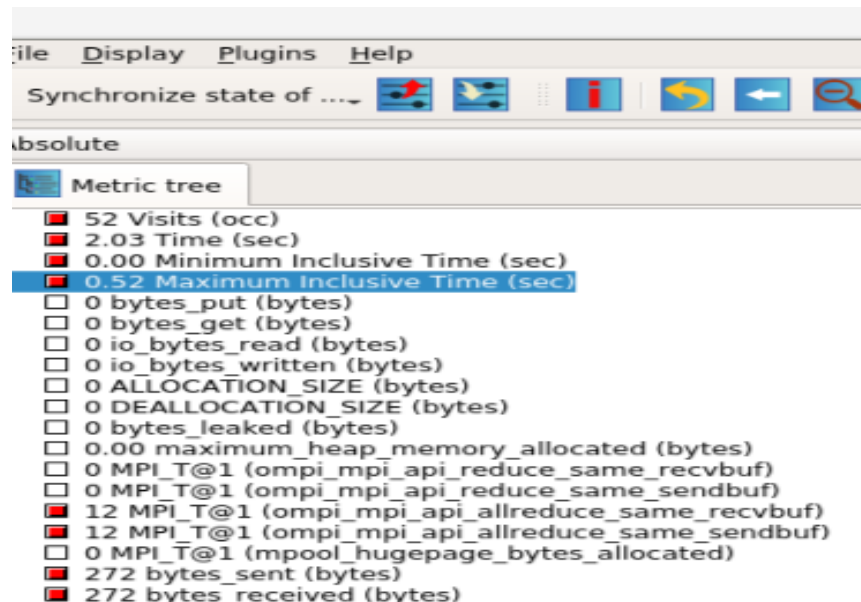 File Display Plugins Help
Synchronize state of ...
Absolute
Metric tree
52 Visits (occ)
2.03 Time (sec)
0.00 Minimum Inclusive Time (sec)
0.52 Maximum Inclusive Time (sec)
0 bytes_put (bytes)
0 bytes_get (bytes)
0 io_bytes_read (bytes)
0 io_bytes_written (bytes)
0 ALLOCATION_SIZE (bytes)
0 DEALLOCATION_SIZE (bytes)
0 bytes_leaked (bytes)
0.00 maximum_heap_memory_allocated (bytes)
0 MPI_T@1 (ompi_mpi_api_reduce_same_recvbuf)
0 MPI_T@1 (ompi_mpi_api_reduce_same_sendbuf)
12 MPI_T@1 (ompi_mpi_api_allreduce_same_recvbuf)
12 MPI_T@1 (ompi_mpi_api_allreduce_same_sendbuf)
0 MPI_T@1 (mpool_hugepage_bytes_allocated)
272 bytes_sent (bytes)
272 bytes_received (bytes)